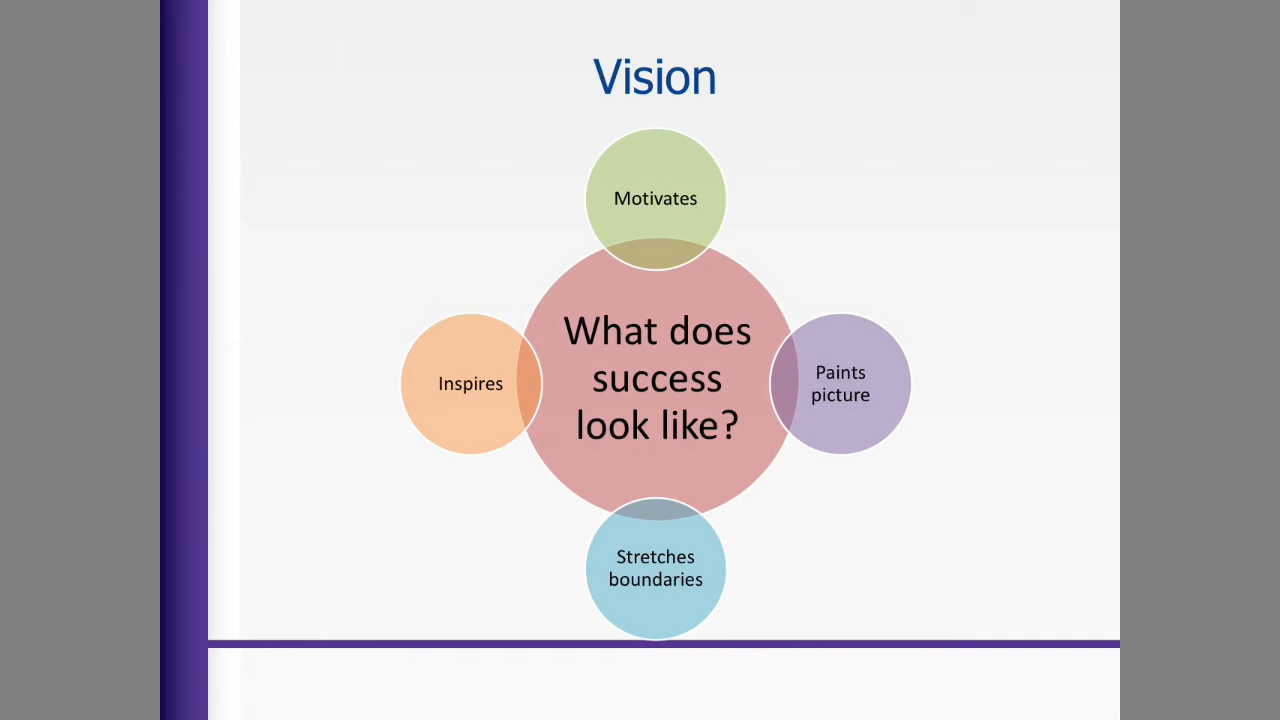 Vision
Motivates
What does
success
look like?
Inspires
Paints
picture
Stretches
boundaries